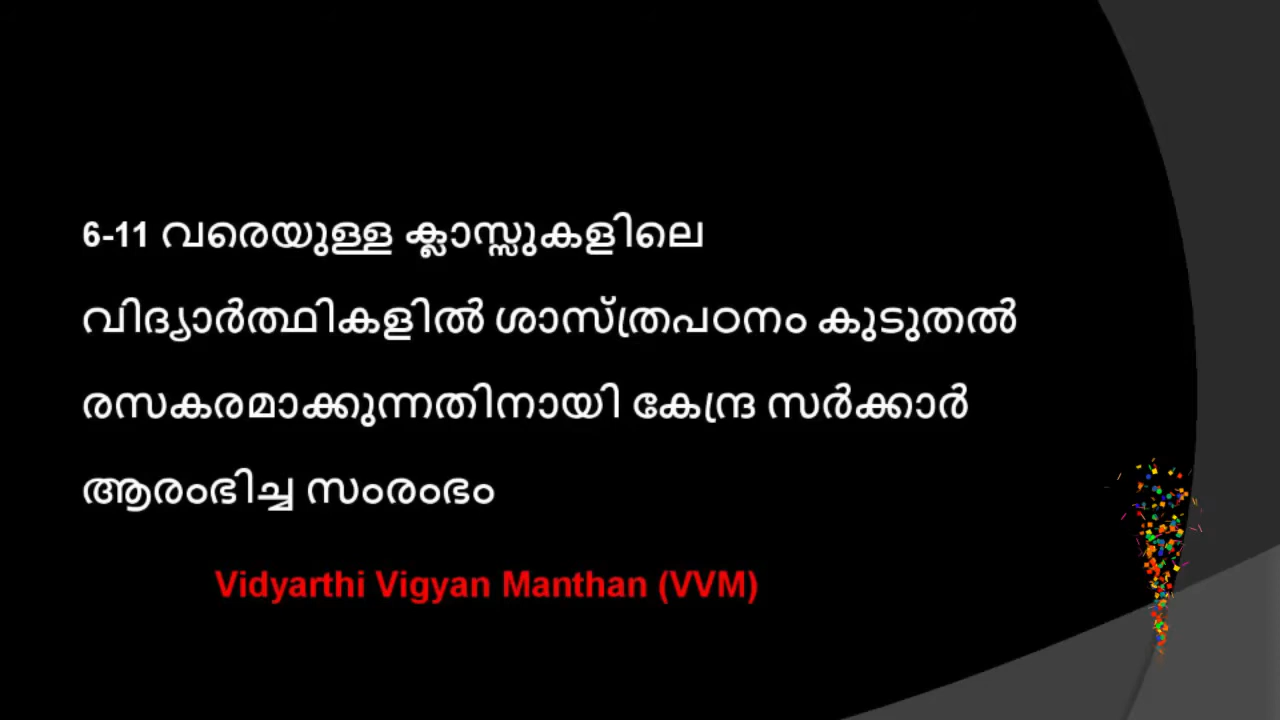 6-11 വരെയുള്ള ക്ലാസ്സുകളിലെ
വിദ്യാർത്ഥികളിൽ ശാസ്ത്രപഠനം കുടുതൽ
രസകരമാക്കുന്നതിനായി കേന്ദ്ര സർക്കാർ
ആരംഭിച്ച സംരംഭം
Vidyarthi Vigyan Manthan (VVM)